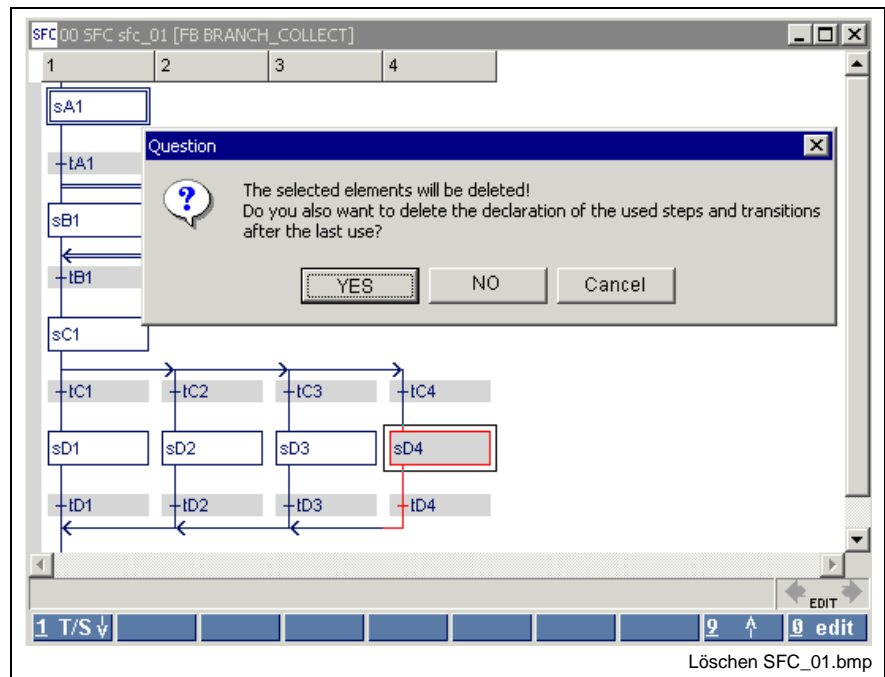 SFC 00 SFC sfc_01 [FB BRANCH_COLLECT]
1 2 3 4
sA1
tA1
Question
?
The selected elements will be deleted!
Do you also want to delete the declaration of the used steps and transitions
after the last use?
YES NO Cancel
sB1
tB1
sC1
tC1 tC2 tC3 tC4
sD1 sD2 sD3 sD4
tD1 tD2 tD3 tD4
EDIT
1 T/S 9 0 edit
Löschen SFC_01.bmp